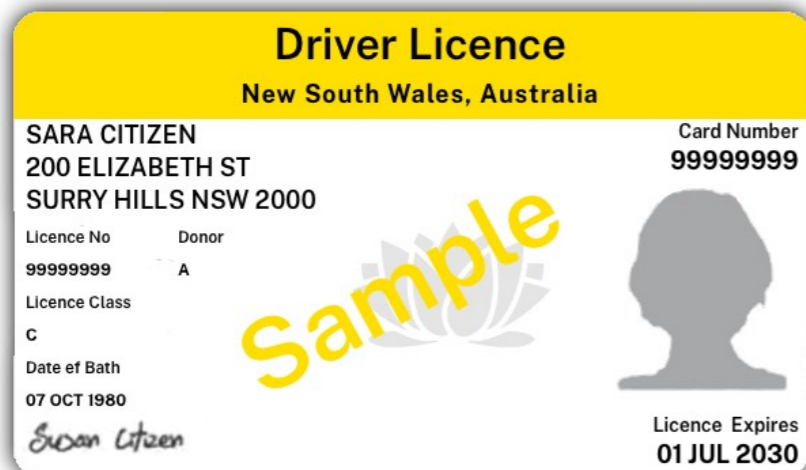 Driver Licence
New South Wales, Australia
SARA CITIZEN
200 ELIZABETH ST
SURRY HILLS NSW 2000
Card Number
99999999
Licence No Donor
99999999 A
Licence Class
C
Date of Bath
07 OCT 1980
Susan Citizen
Sample
Licence Expires
01 JUL 2030